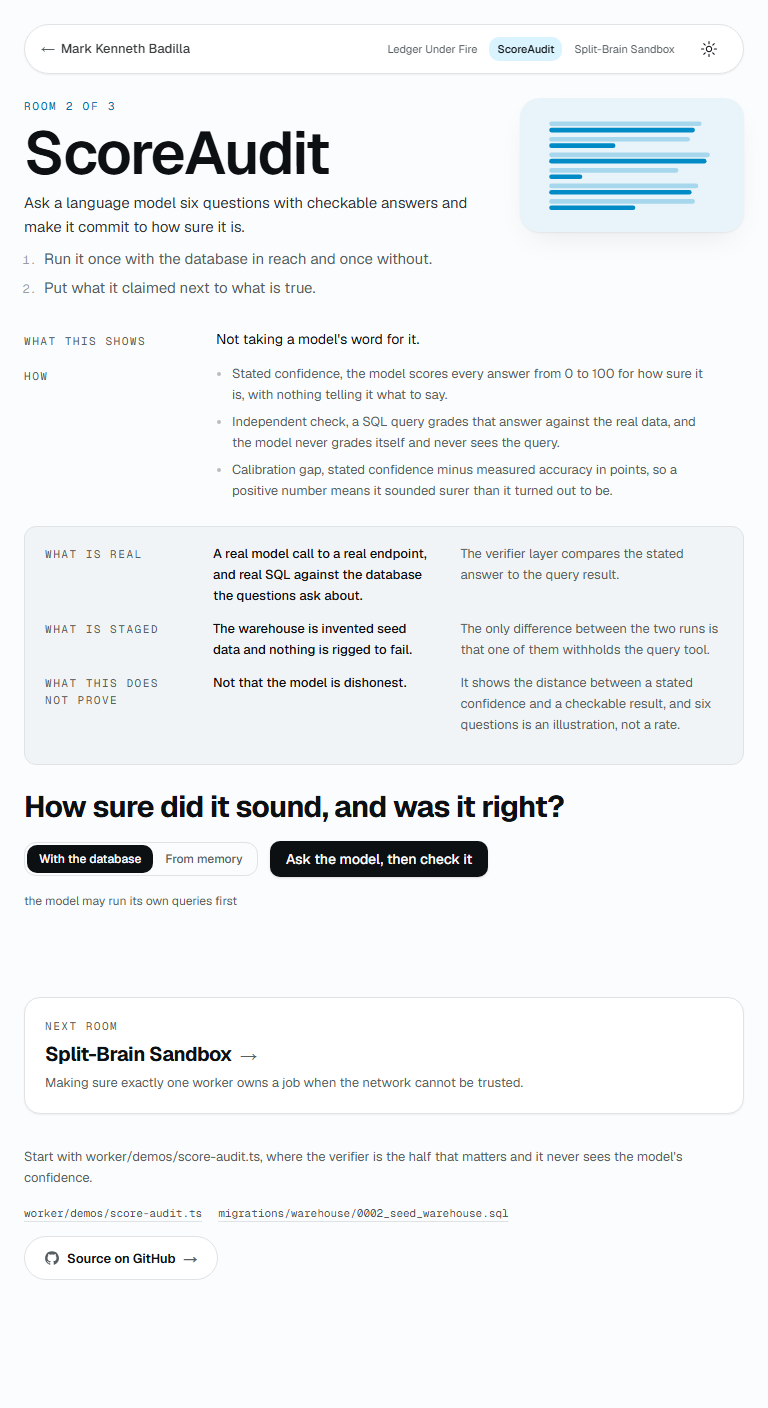 ← Mark Kenneth Badilla
Ledger Under Fire
ScoreAudit
Split-Brain Sandbox
ROOM 2 OF 3
ScoreAudit
Ask a language model six questions with checkable answers and
make it commit to how sure it is.
1. Run it once with the database in reach and once without.
2. Put what it claimed next to what is true.
WHAT THIS SHOWS
Not taking a model's word for it.
HOW
• Stated confidence, the model scores every answer from 0 to 100 for how sure it
is, with nothing telling it what to say.
• Independent check, a SQL query grades that answer against the real data, and
the model never grades itself and never sees the query.
• Calibration gap, stated confidence minus measured accuracy in points, so a
positive number means it sounded surer than it turned out to be.
WHAT IS REAL
A real model call to a real endpoint,
and real SQL against the database
the questions ask about.
The verifier layer compares the stated
answer to the query result.
WHAT IS STAGED
The warehouse is invented seed
data and nothing is rigged to fail.
The only difference between the two runs is
that one of them withholds the query tool.
WHAT THIS DOES
NOT PROVE
Not that the model is dishonest.
It shows the distance between a stated
confidence and a checkable result, and six
questions is an illustration, not a rate.
How sure did it sound, and was it right?
With the database
From memory
Ask the model, then check it
the model may run its own queries first
NEXT ROOM
Split-Brain Sandbox →
Making sure exactly one worker owns a job when the network cannot be trusted.
Start with worker/demos/score-audit.ts, where the verifier is the half that matters and it never sees the model's
confidence.
worker/demos/score-audit.ts
migrations/warehouse/0002_seed_warehouse.sql
Source on GitHub →